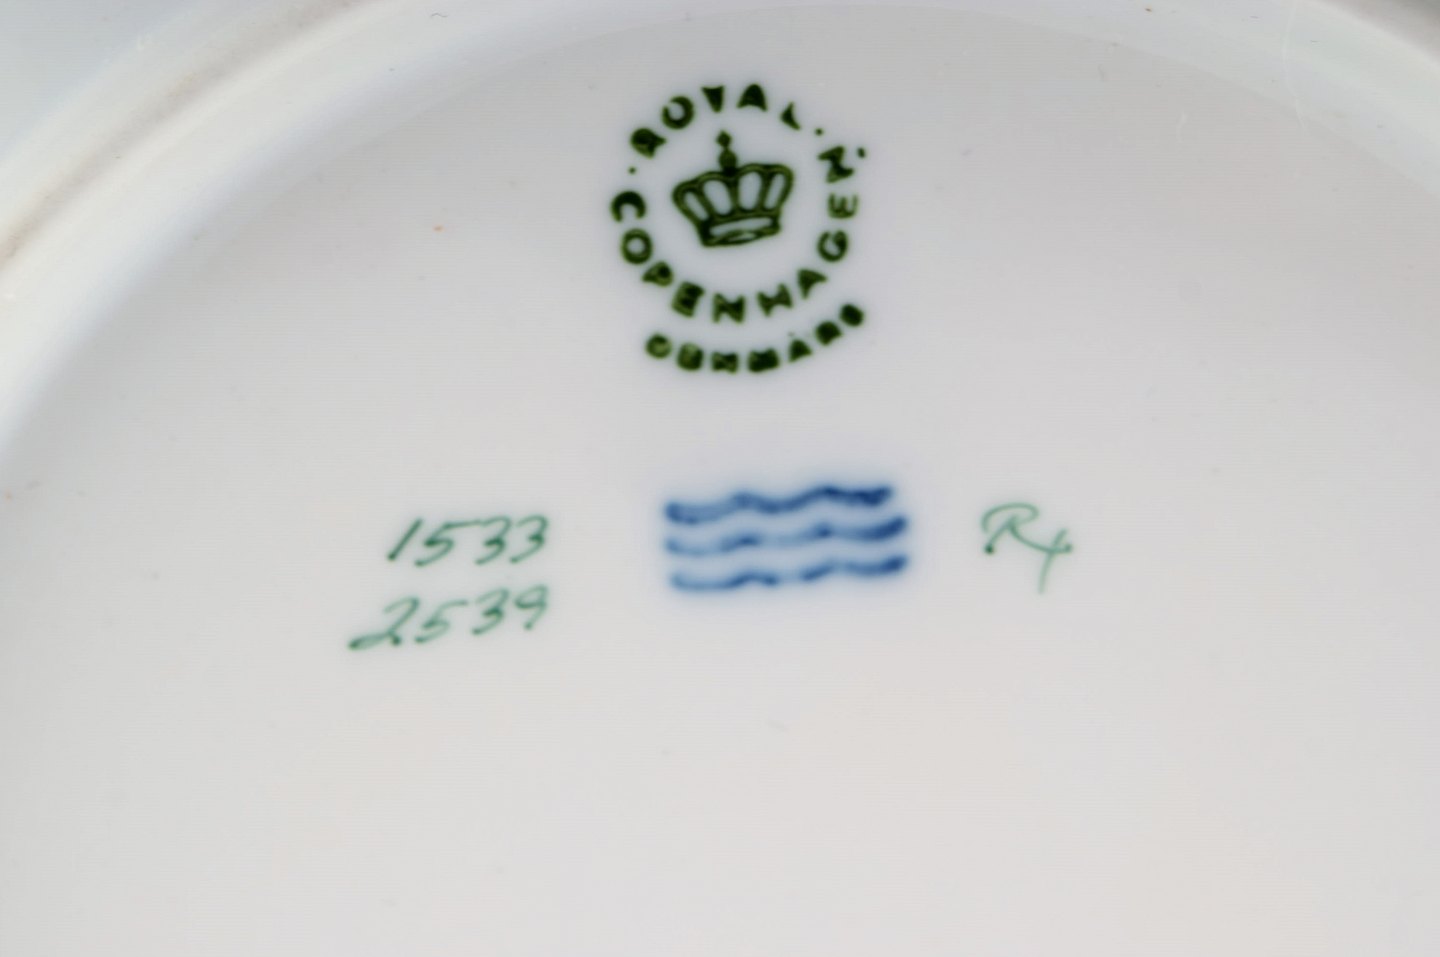 ROYAL
COPENHAGEN
DENMARK
1533
2539